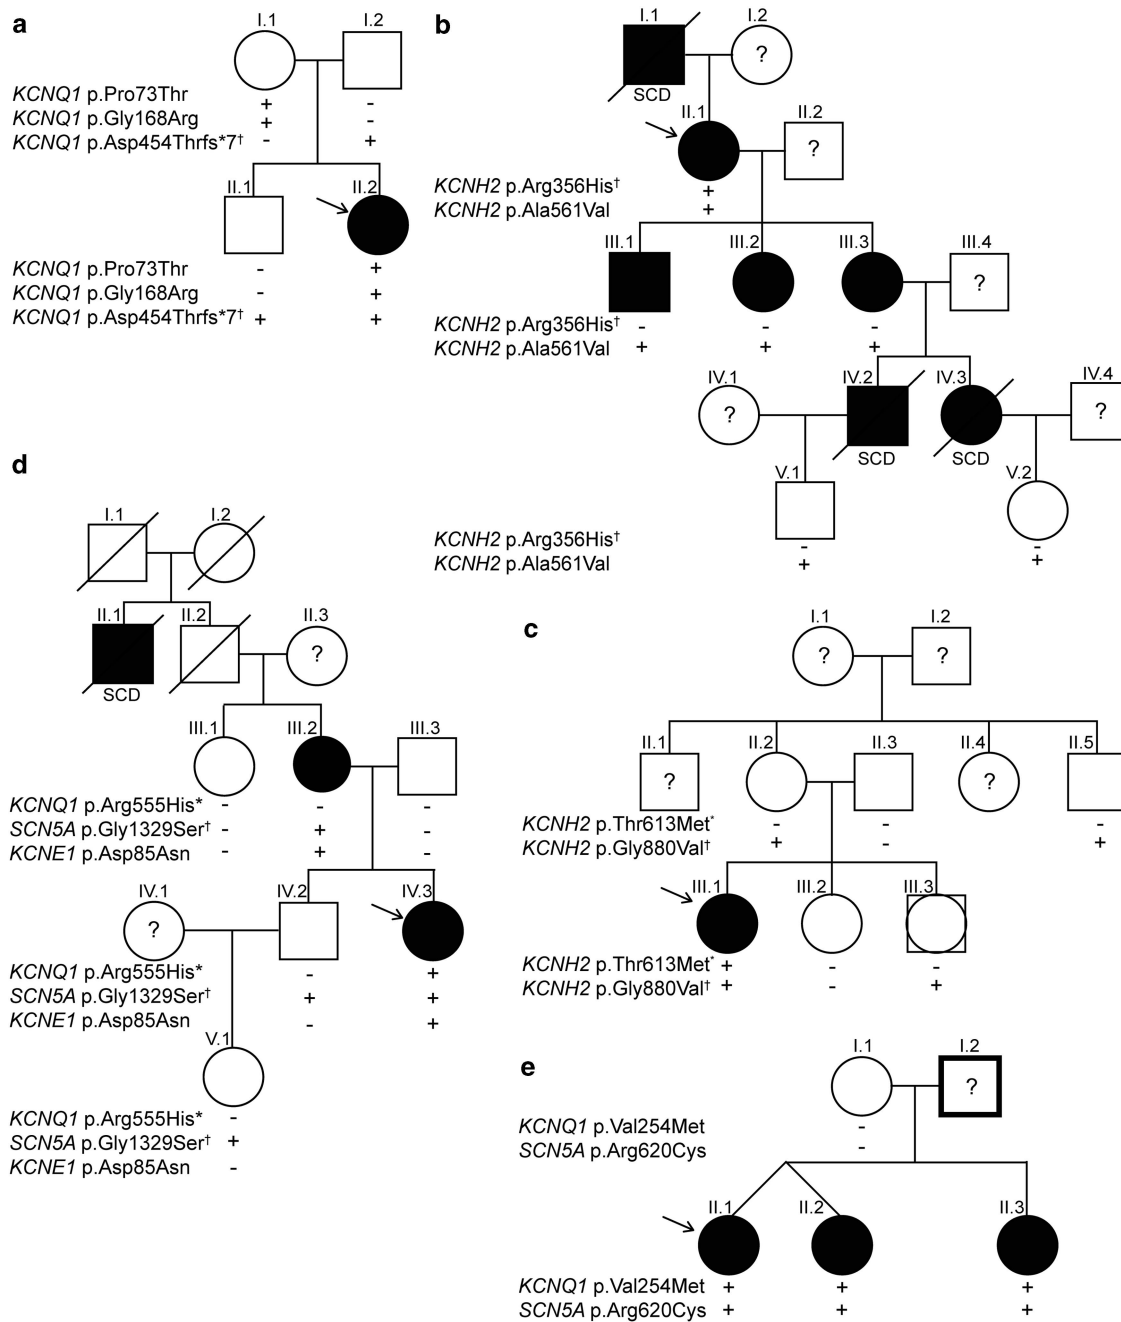 a
I.1 I.2
KCNQ1 p.Pro73Thr + -
KCNQ1 p.Gly168Arg + -
KCNQ1 p.Asp454Thrfs*7† - +
II.1 II.2
KCNQ1 p.Pro73Thr - +
KCNQ1 p.Gly168Arg - +
KCNQ1 p.Asp454Thrfs*7† + +
b
I.1 I.2
?
SCD
II.1 II.2
?
KCNH2 p.Arg356His† +
KCNH2 p.Ala561Val +
III.1 III.2 III.3 III.4
?
KCNH2 p.Arg356His† - - -
KCNH2 p.Ala561Val + + +
IV.1 IV.2 IV.3 IV.4
? ?
SCD SCD
V.1 V.2
KCNH2 p.Arg356His† - -
KCNH2 p.Ala561Val + +
d
I.1 I.2
II.1 II.2 II.3
?
SCD
III.1 III.2 III.3
KCNQ1 p.Arg555His* - - -
SCN5A p.Gly1329Ser† - + -
KCNE1 p.Asp85Asn - + -
IV.1 IV.2 IV.3
?
KCNQ1 p.Arg555His* - +
SCN5A p.Gly1329Ser† + +
KCNE1 p.Asp85Asn - +
V.1
KCNQ1 p.Arg555His* -
SCN5A p.Gly1329Ser† +
KCNE1 p.Asp85Asn -
c
I.1 I.2
? ?
II.1 II.2 II.3 II.4 II.5
? ?
KCNH2 p.Thr613Met* - - -
KCNH2 p.Gly880Val† + - +
III.1 III.2 III.3
KCNH2 p.Thr613Met* + - -
KCNH2 p.Gly880Val† + - +
e
I.1 I.2
?
KCNQ1 p.Val254Met -
SCN5A p.Arg620Cys -
II.1 II.2 II.3
KCNQ1 p.Val254Met + + +
SCN5A p.Arg620Cys + + +